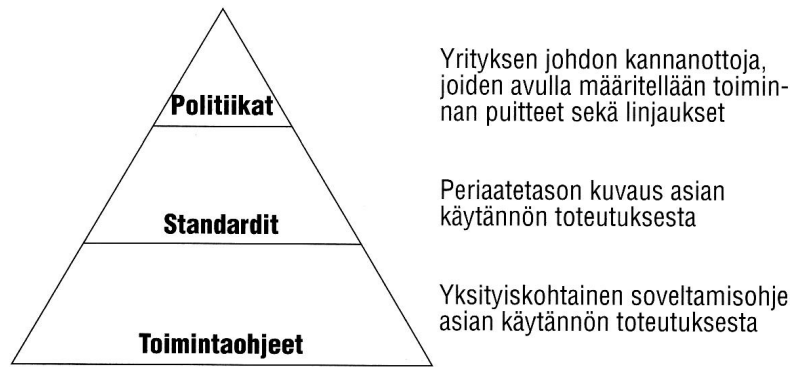 Politiikat
Yrityksen johdon kannanottoja,
joiden avulla määritellään toimin-
nan puitteet sekä linjaukset
Standardit
Periaatetason kuvaus asian
käytännön toteutuksesta
Toimintaohjeet
Yksityiskohtainen soveltamisohje
asian käytännön toteutuksesta